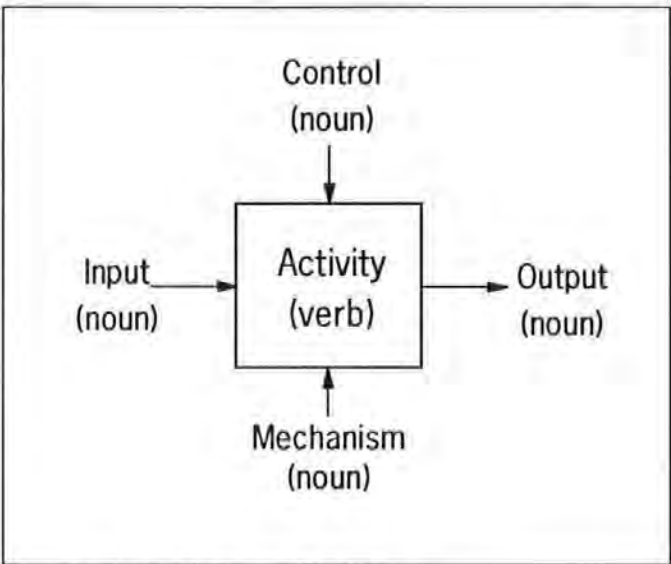 Control
(noun)
Input
(noun)
Activity
(verb)
Output
(noun)
Mechanism
(noun)